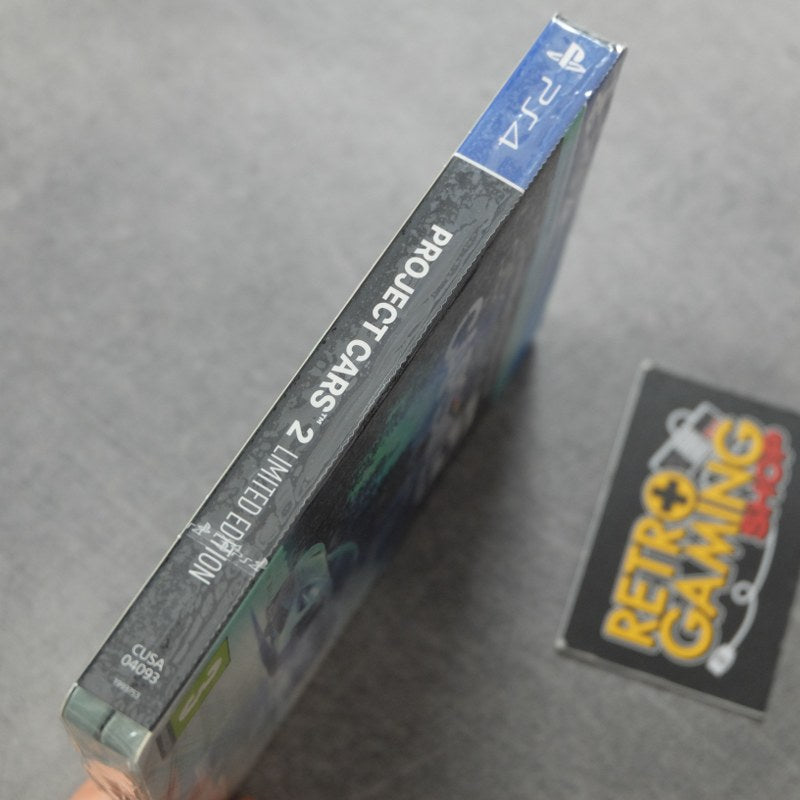 PS4
PROJECT CARS™ 2 LIMITED EDITION
CUSA
04093
RETRO
GAMING
SHOP